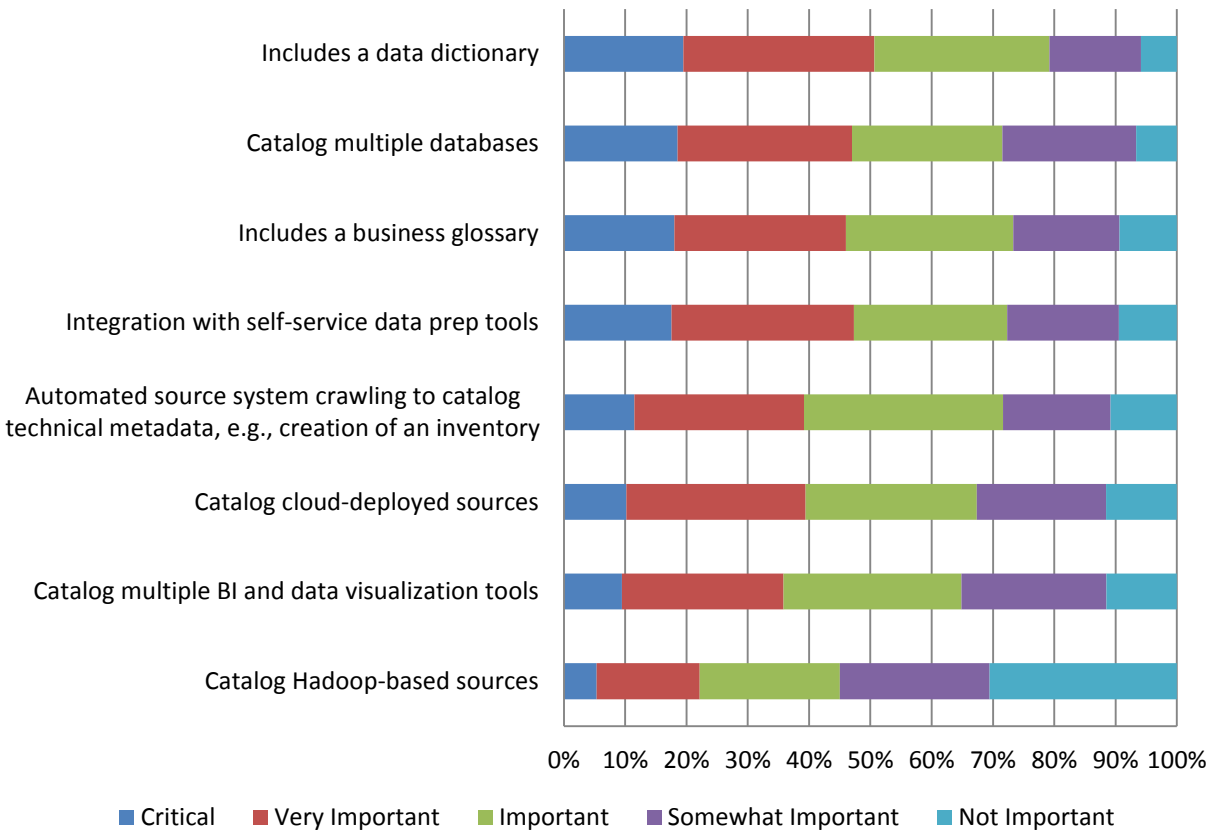 Includes a data dictionary
Catalog multiple databases
Includes a business glossary
Integration with self-service data prep tools
Automated source system crawling to catalog
technical metadata, e.g., creation of an inventory
Catalog cloud-deployed sources
Catalog multiple BI and data visualization tools
Catalog Hadoop-based sources
0% 10% 20% 30% 40% 50% 60% 70% 80% 90% 100%
Critical Very Important Important Somewhat Important Not Important